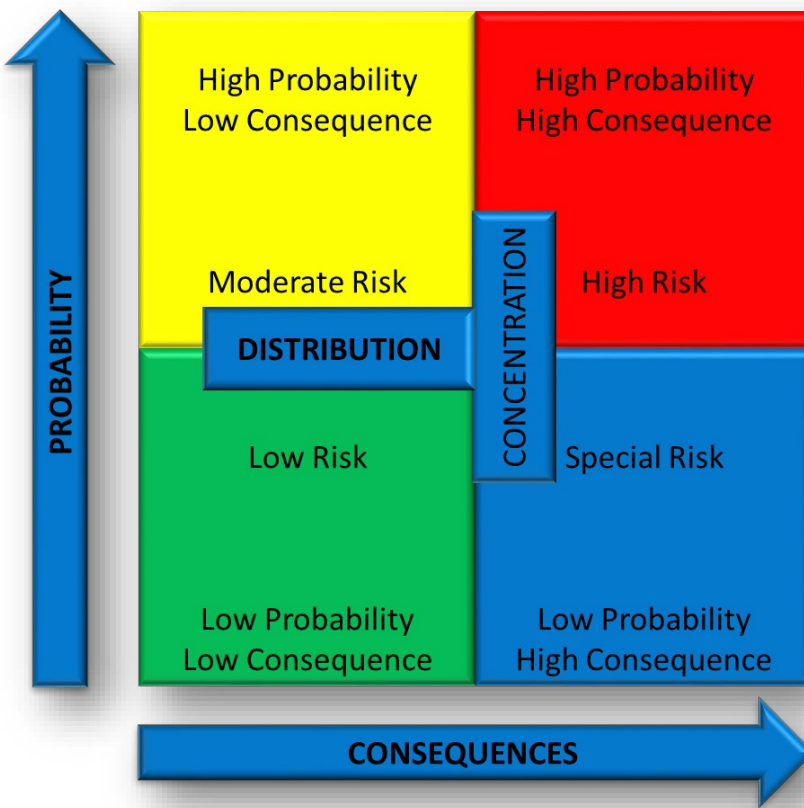 High Probability
Low Consequence
Moderate Risk
High Probability
High Consequence
High Risk
PROBABILITY
DISTRIBUTION
CONCENTRATION
Low Risk
Low Probability
Low Consequence
Special Risk
Low Probability
High Consequence
CONSEQUENCES